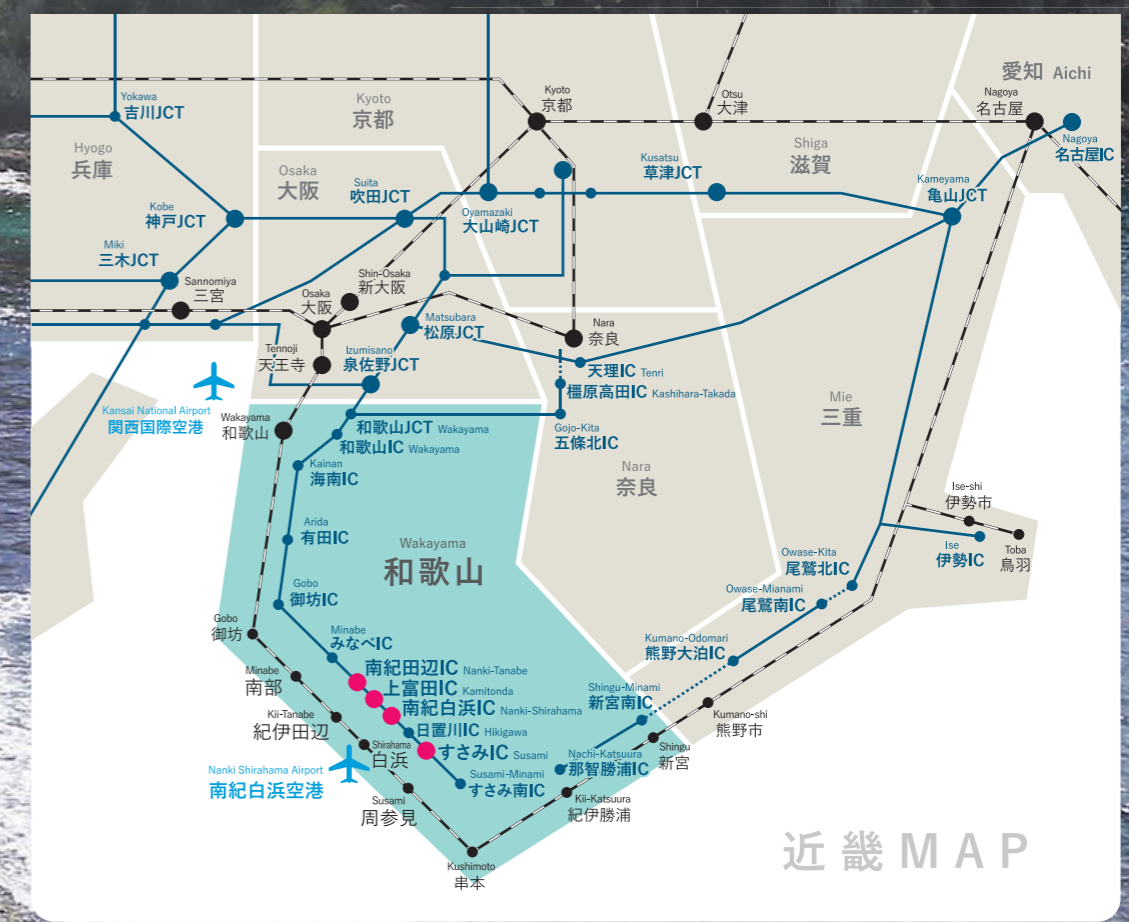 愛知 Aichi
Yokawa
吉川JCT
Kyoto
京都
Kyoto
京都
Otsu
大津
Nagoya
名古屋
Nagoya
名古屋IC
Hyogo
兵庫
Osaka
大阪
Suita
吹田JCT
Oyamazaki
大山崎JCT
Kusatsu
草津JCT
Shiga
滋賀
Kameyama
亀山JCT
Kobe
神戸JCT
Miki
三木JCT
Sannomiya
三宮
Shin-Osaka
新大阪
Osaka
大阪
Matsubara
松原JCT
Nara
奈良
Tennoji
天王寺
Izumisano
泉佐野JCT
天理IC Tenri
橿原高田IC Kashihara-Takada
Kansai National Airport
関西国際空港
Wakayama
和歌山
和歌山JCT Wakayama
和歌山IC Wakayama
Gojo-Kita
五條北IC
Mie
三重
Kainan
海南IC
Nara
奈良
Ise-shi
伊勢市
Arida
有田IC
Wakayama
和歌山
Ise
伊勢IC
Toba
鳥羽
Owase-Kita
尾鷲北IC
Owase-Mianami
尾鷲南IC
Gobo
御坊IC
Gobo
御坊
Minabe
みなべIC
Kumano-Odomari
熊野大泊IC
Minabe
南部
南紀田辺IC Nanki-Tanabe
上富田IC Kamitonda
南紀白浜IC Nanki-Shirahama
Shingu-Minami
新宮南IC
Kii-Tanabe
紀伊田辺
日置川IC Hikigawa
Kumano-shi
熊野市
Shirahama
白浜
すさみIC Susami
Shingu
新宮
Nachi-Katsuura
那智勝浦IC
Nanki Shirahama Airport
南紀白浜空港
Susami-Minami
すさみ南IC
Susami
周参見
Kii-Katsuura
紀伊勝浦
Kushimoto
串本
近畿MAP